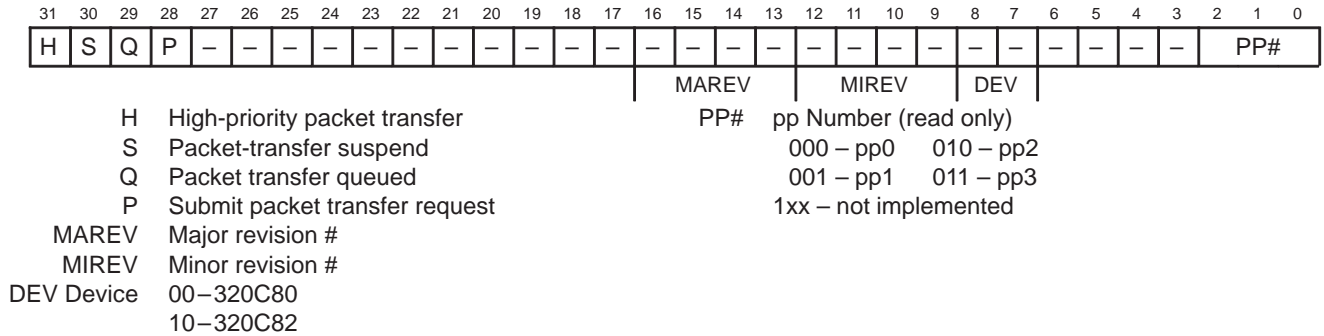 31 30 29 28 27 26 25 24 23 22 21 20 19 18 17 16 15 14 13 12 11 10 9 8 7 6 5 4 3 2 1 0
H S Q P – – – – – – – – – – – – – – – – – – – – – – – – – PP#
MAREV MIREV DEV
H High-priority packet transfer PP# pp Number (read only)
S Packet-transfer suspend 000 – pp0 010 – pp2
Q Packet transfer queued 001 – pp1 011 – pp3
P Submit packet transfer request 1xx – not implemented
MAREV Major revision #
MIREV Minor revision #
DEV Device 00–320C80
10–320C82